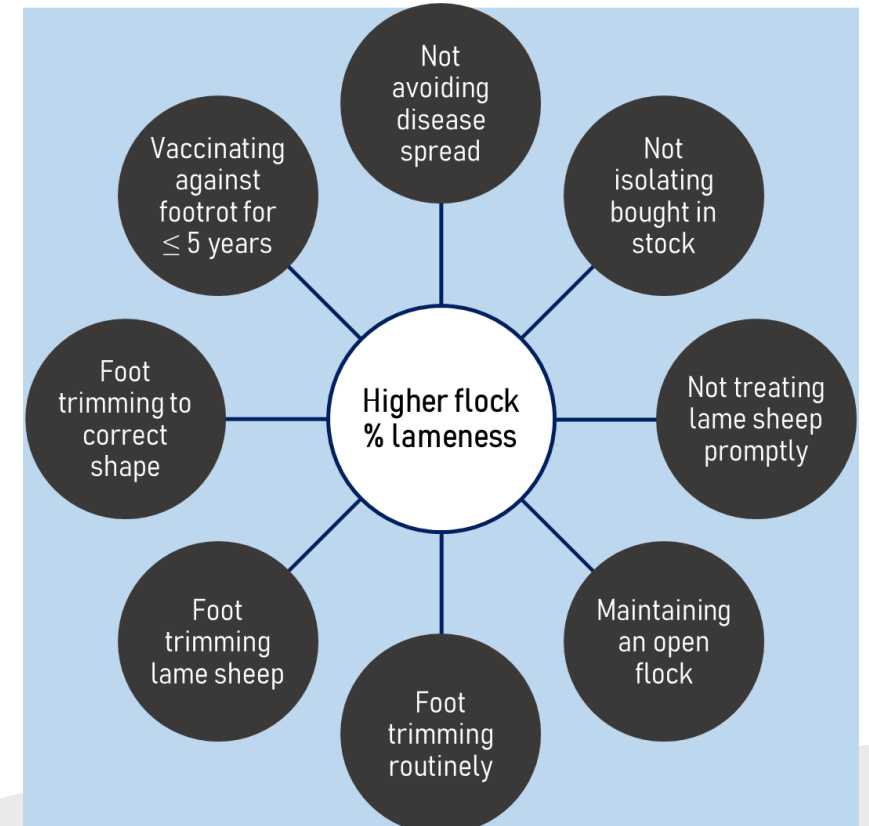 Not
avoiding
disease
spread
Not
isolating
bought in
stock
Not treating
lame sheep
promptly
Maintaining
an open
flock
Foot
trimming
routinely
Foot
trimming
lame sheep
Foot
trimming to
correct
shape
Vaccinating
against
footrot for
≤ 5 years
Higher flock
% lameness